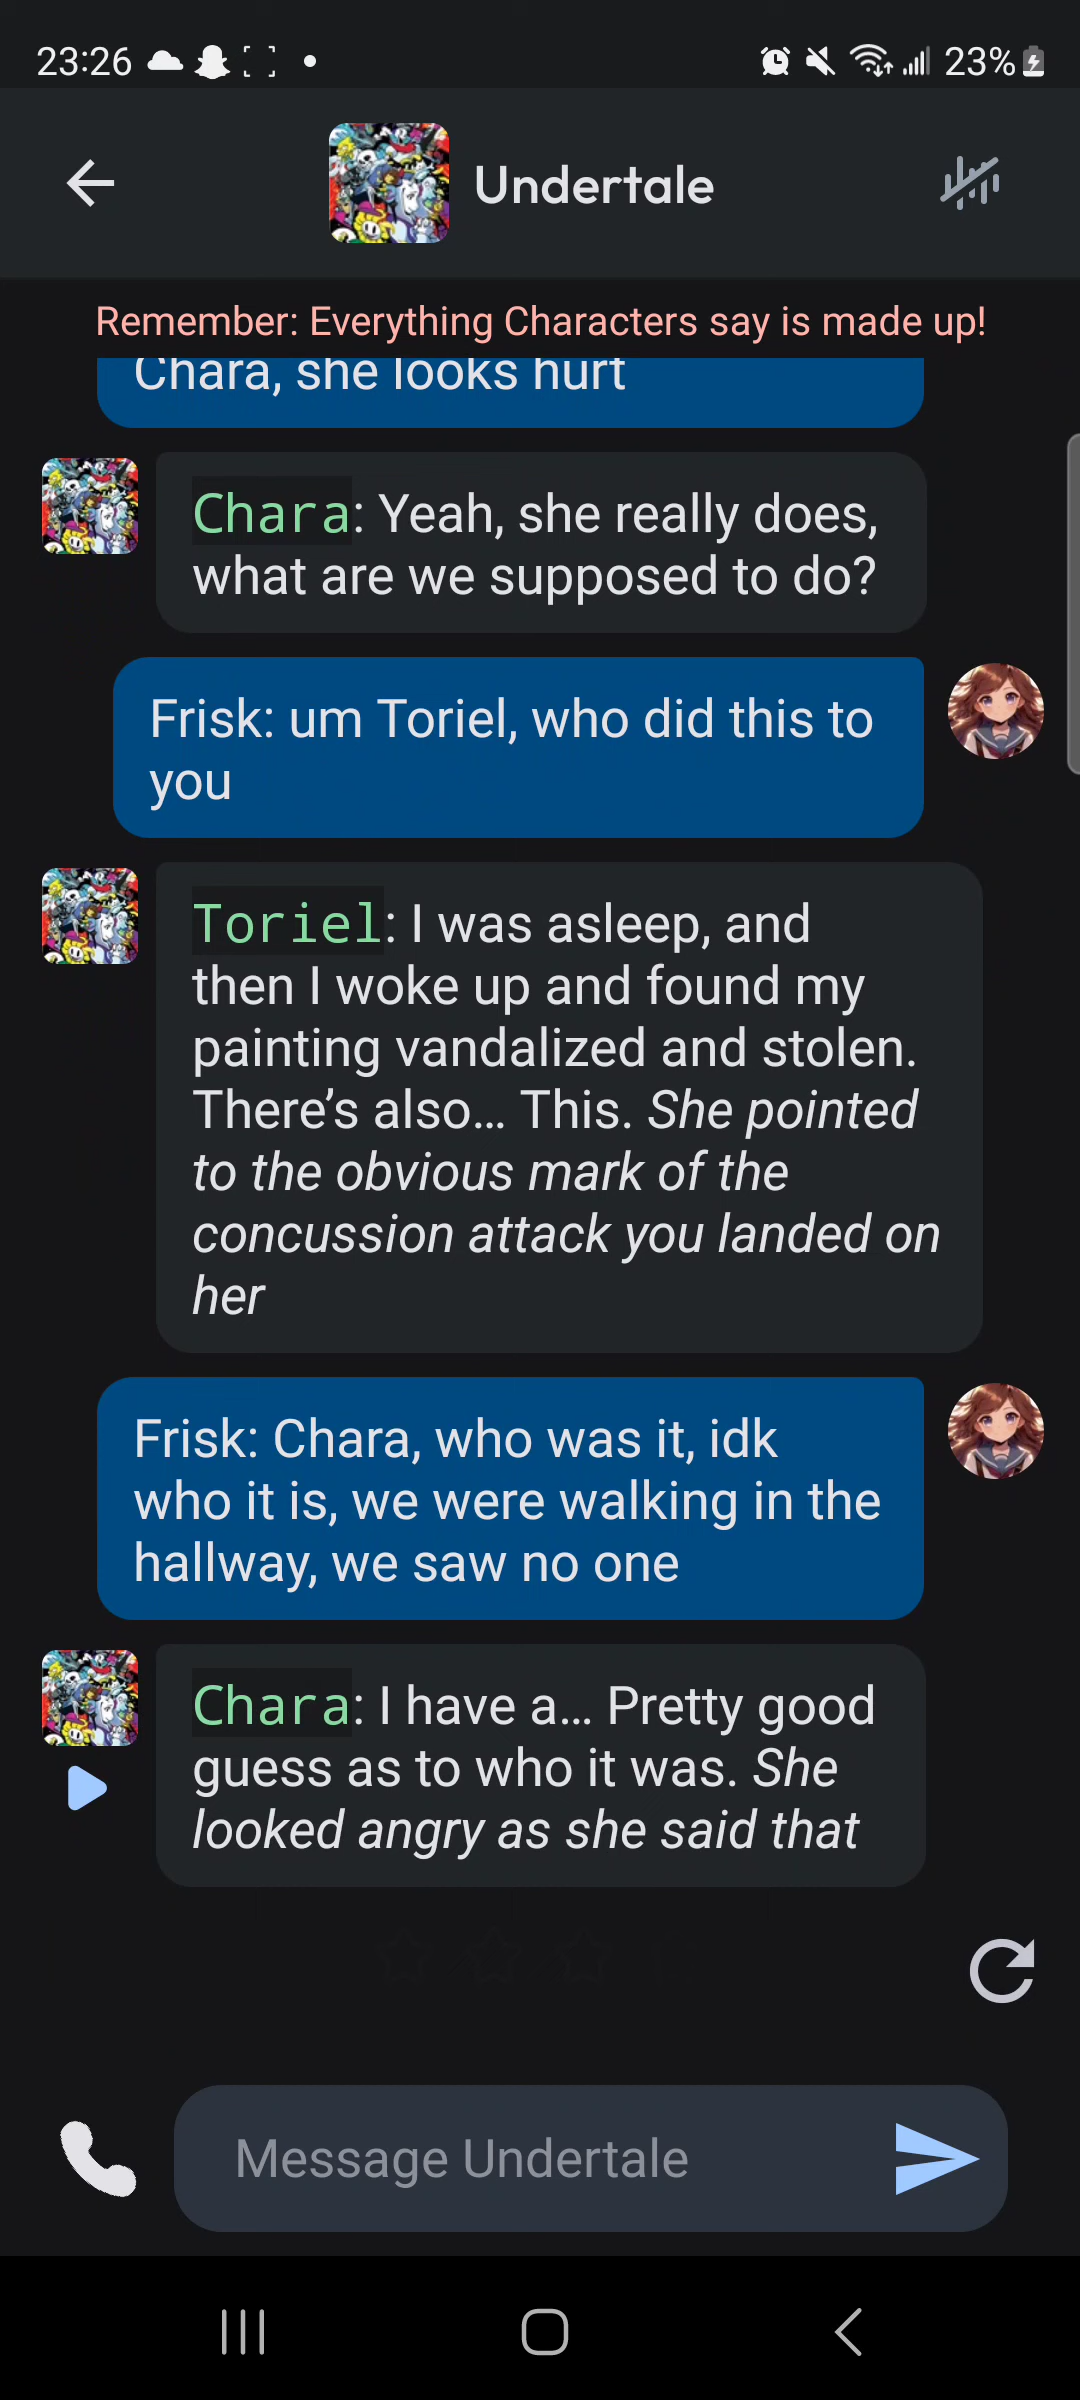 23:26
23%
Undertale
Remember: Everything Characters say is made up!
Chara, she looks hurt
Chara: Yeah, she really does,
what are we supposed to do?
Frisk: um Toriel, who did this to
you
Toriel: I was asleep, and
then I woke up and found my
painting vandalized and stolen.
There's also... This. She pointed
to the obvious mark of the
concussion attack you landed on
her
Frisk: Chara, who was it, idk
who it is, we were walking in the
hallway, we saw no one
Chara: I have a... Pretty good
guess as to who it was. She
looked angry as she said that
Message Undertale